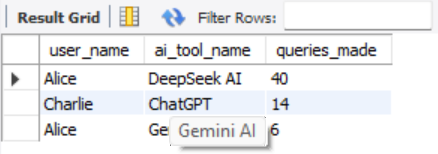 Result Grid Filter Rows:
user_name ai_tool_name queries_made
Alice DeepSeek AI 40
Charlie ChatGPT 14
Alice Ge Gemini AI 6